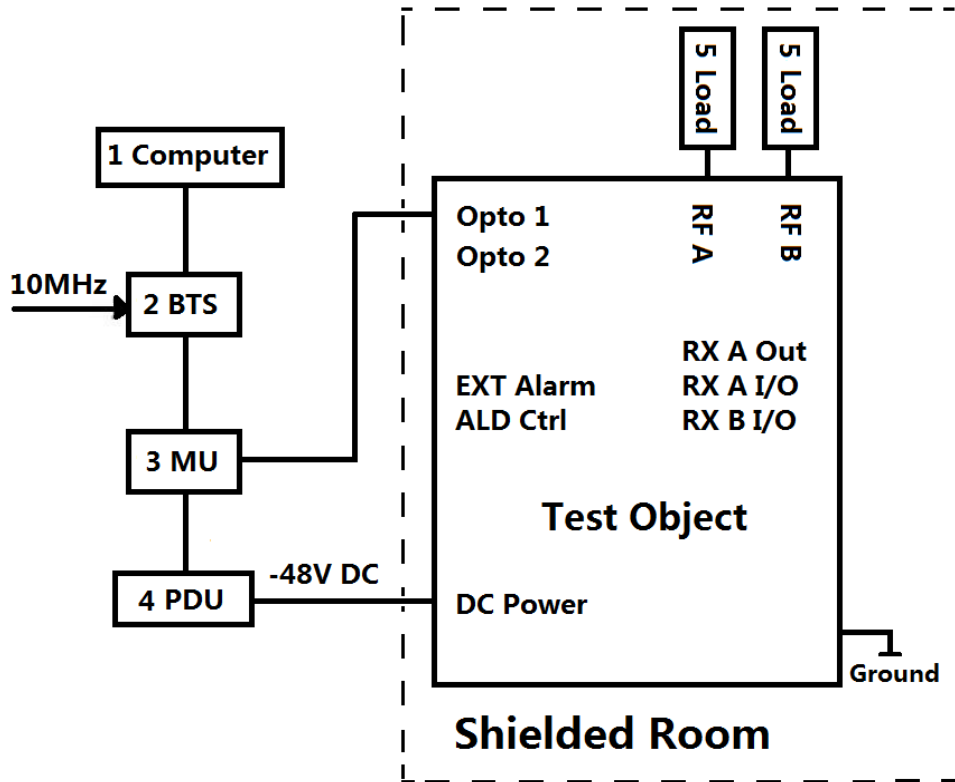 5 Load
5 Load
1 Computer
10MHz
2 BTS
3 MU
4 PDU
-48V DC
Opto 1
Opto 2
RF A
RF B
RX A Out
EXT Alarm
RX A I/O
ALD Ctrl
RX B I/O
Test Object
DC Power
Ground
Shielded Room